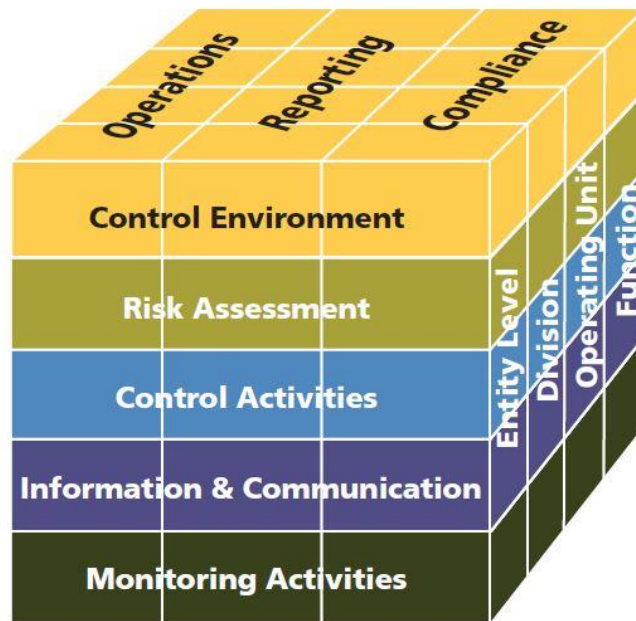 Operations
Reporting
Compliance
Control Environment
Risk Assessment
Control Activities
Information & Communication
Monitoring Activities
Entity Level
Division
Operating Unit
Function